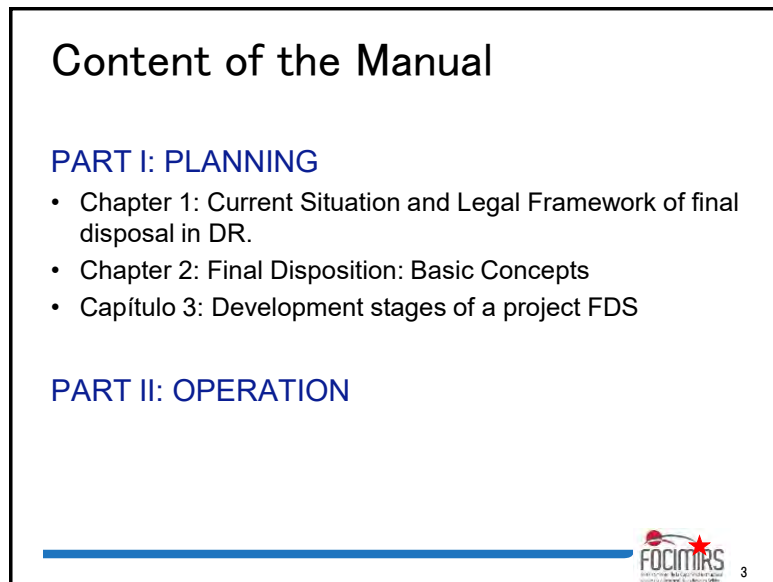 Content of the Manual
PART I: PLANNING
• Chapter 1: Current Situation and Legal Framework of final
disposal in DR.
• Chapter 2: Final Disposition: Basic Concepts
• Capítulo 3: Development stages of a project FDS
PART II: OPERATION
FOCIMIRS
3